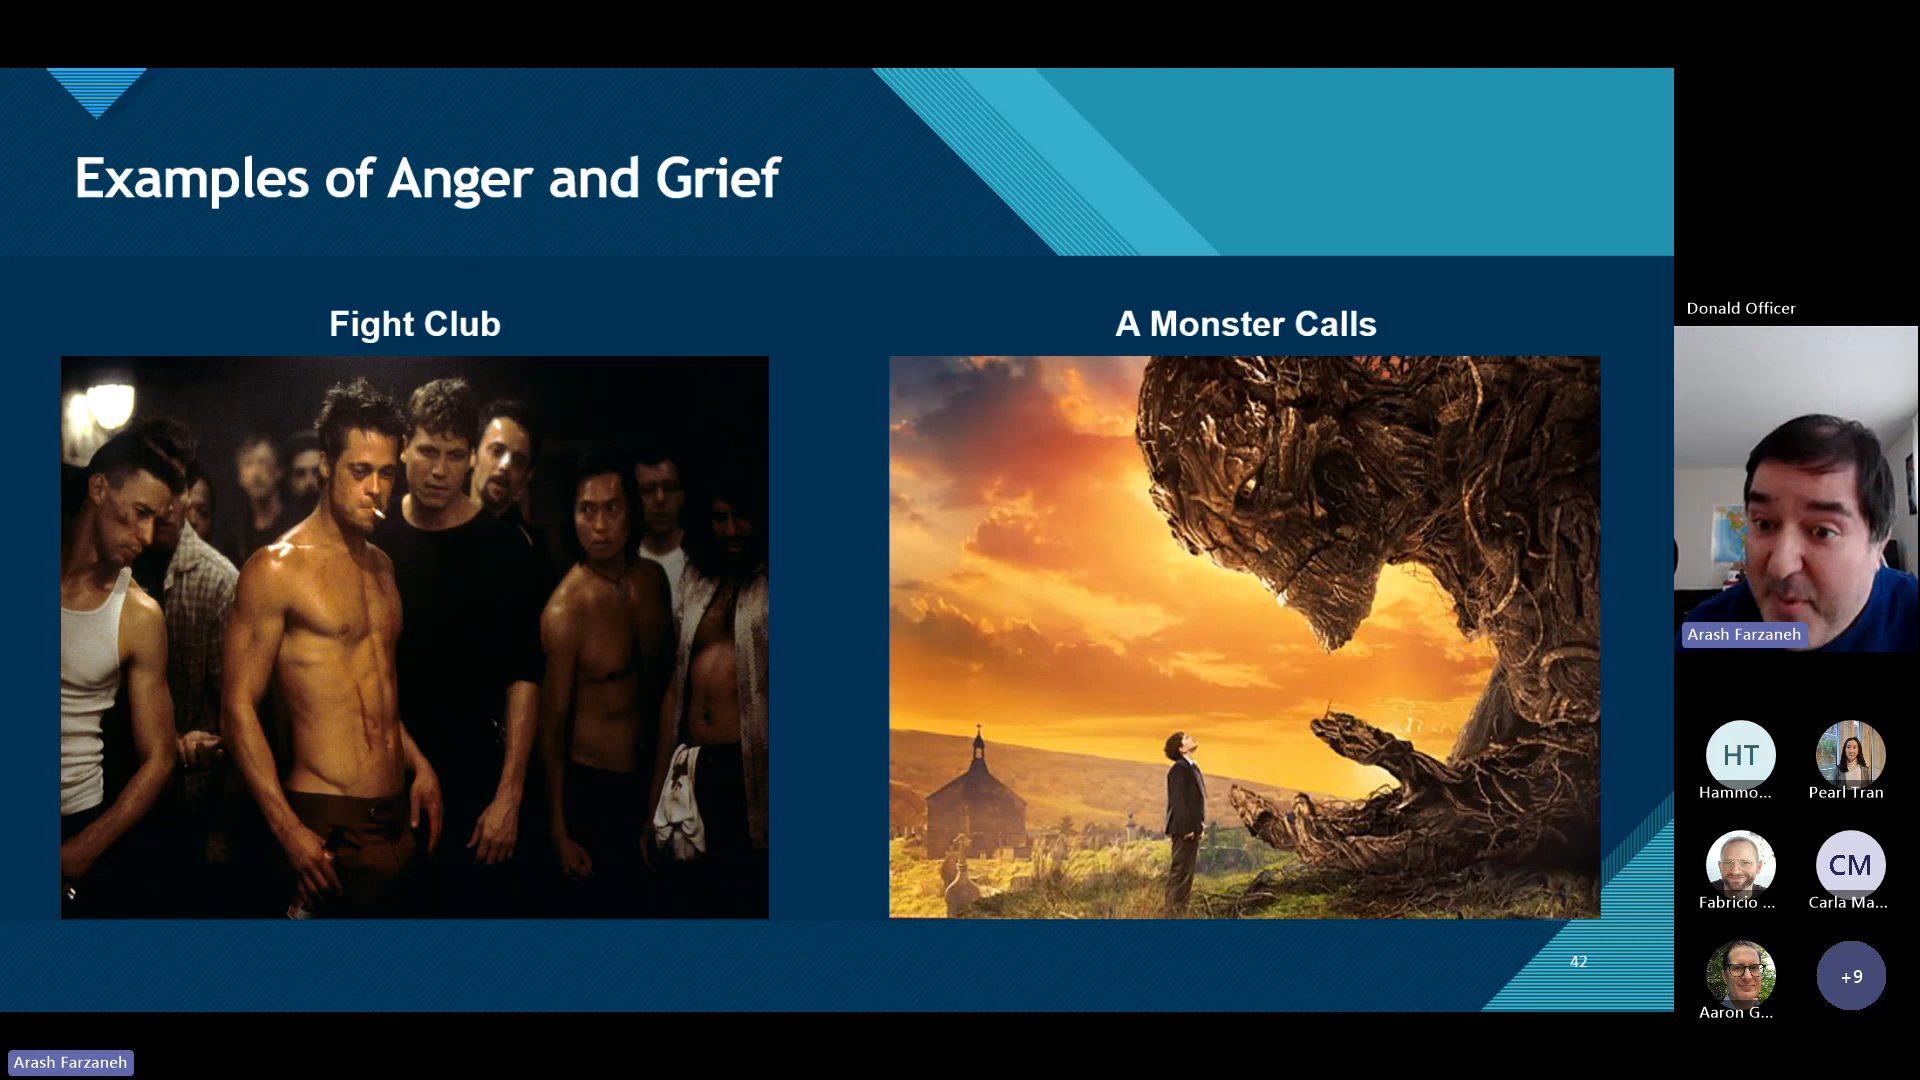 Examples of Anger and Grief
Fight Club
A Monster Calls
42
Donald Officer
Arash Farzaneh
HT
Hammo...
Pearl Tran
Fabricio ...
CM
Carla Ma...
Aaron G...
+9
Arash Farzaneh